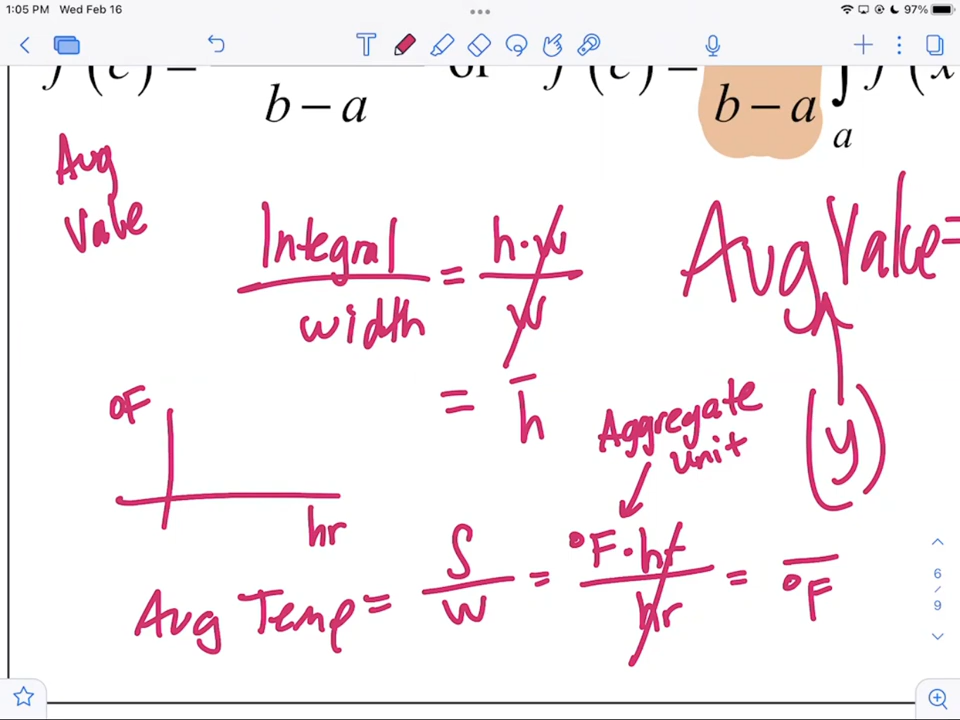 1:05 PM Wed Feb 16
97%
T
f(c) = b − a or f(c) = b − a ∫ a f(x
Avg Value
Integral / width = h·w / w
Avg Value =
= h̄
°F
hr
Aggregate unit
(y)
Avg Temp = S / W = °F·hr / hr = °F̄
6 / 9